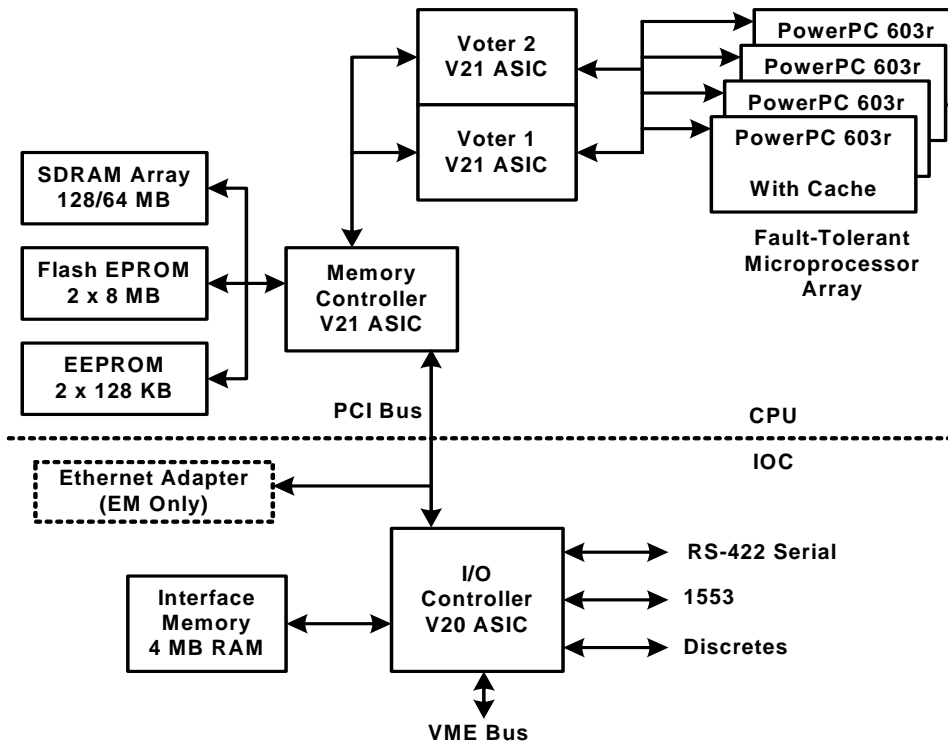 Voter 2
V21 ASIC
Voter 1
V21 ASIC
PowerPC 603r
PowerPC 603r
PowerPC 603r
PowerPC 603r
With Cache
Fault-Tolerant
Microprocessor
Array
SDRAM Array
128/64 MB
Flash EPROM
2 x 8 MB
EEPROM
2 x 128 KB
Memory
Controller
V21 ASIC
PCI Bus
CPU
IOC
Ethernet Adapter
(EM Only)
I/O
Controller
V20 ASIC
Interface
Memory
4 MB RAM
RS-422 Serial
1553
Discretes
VME Bus